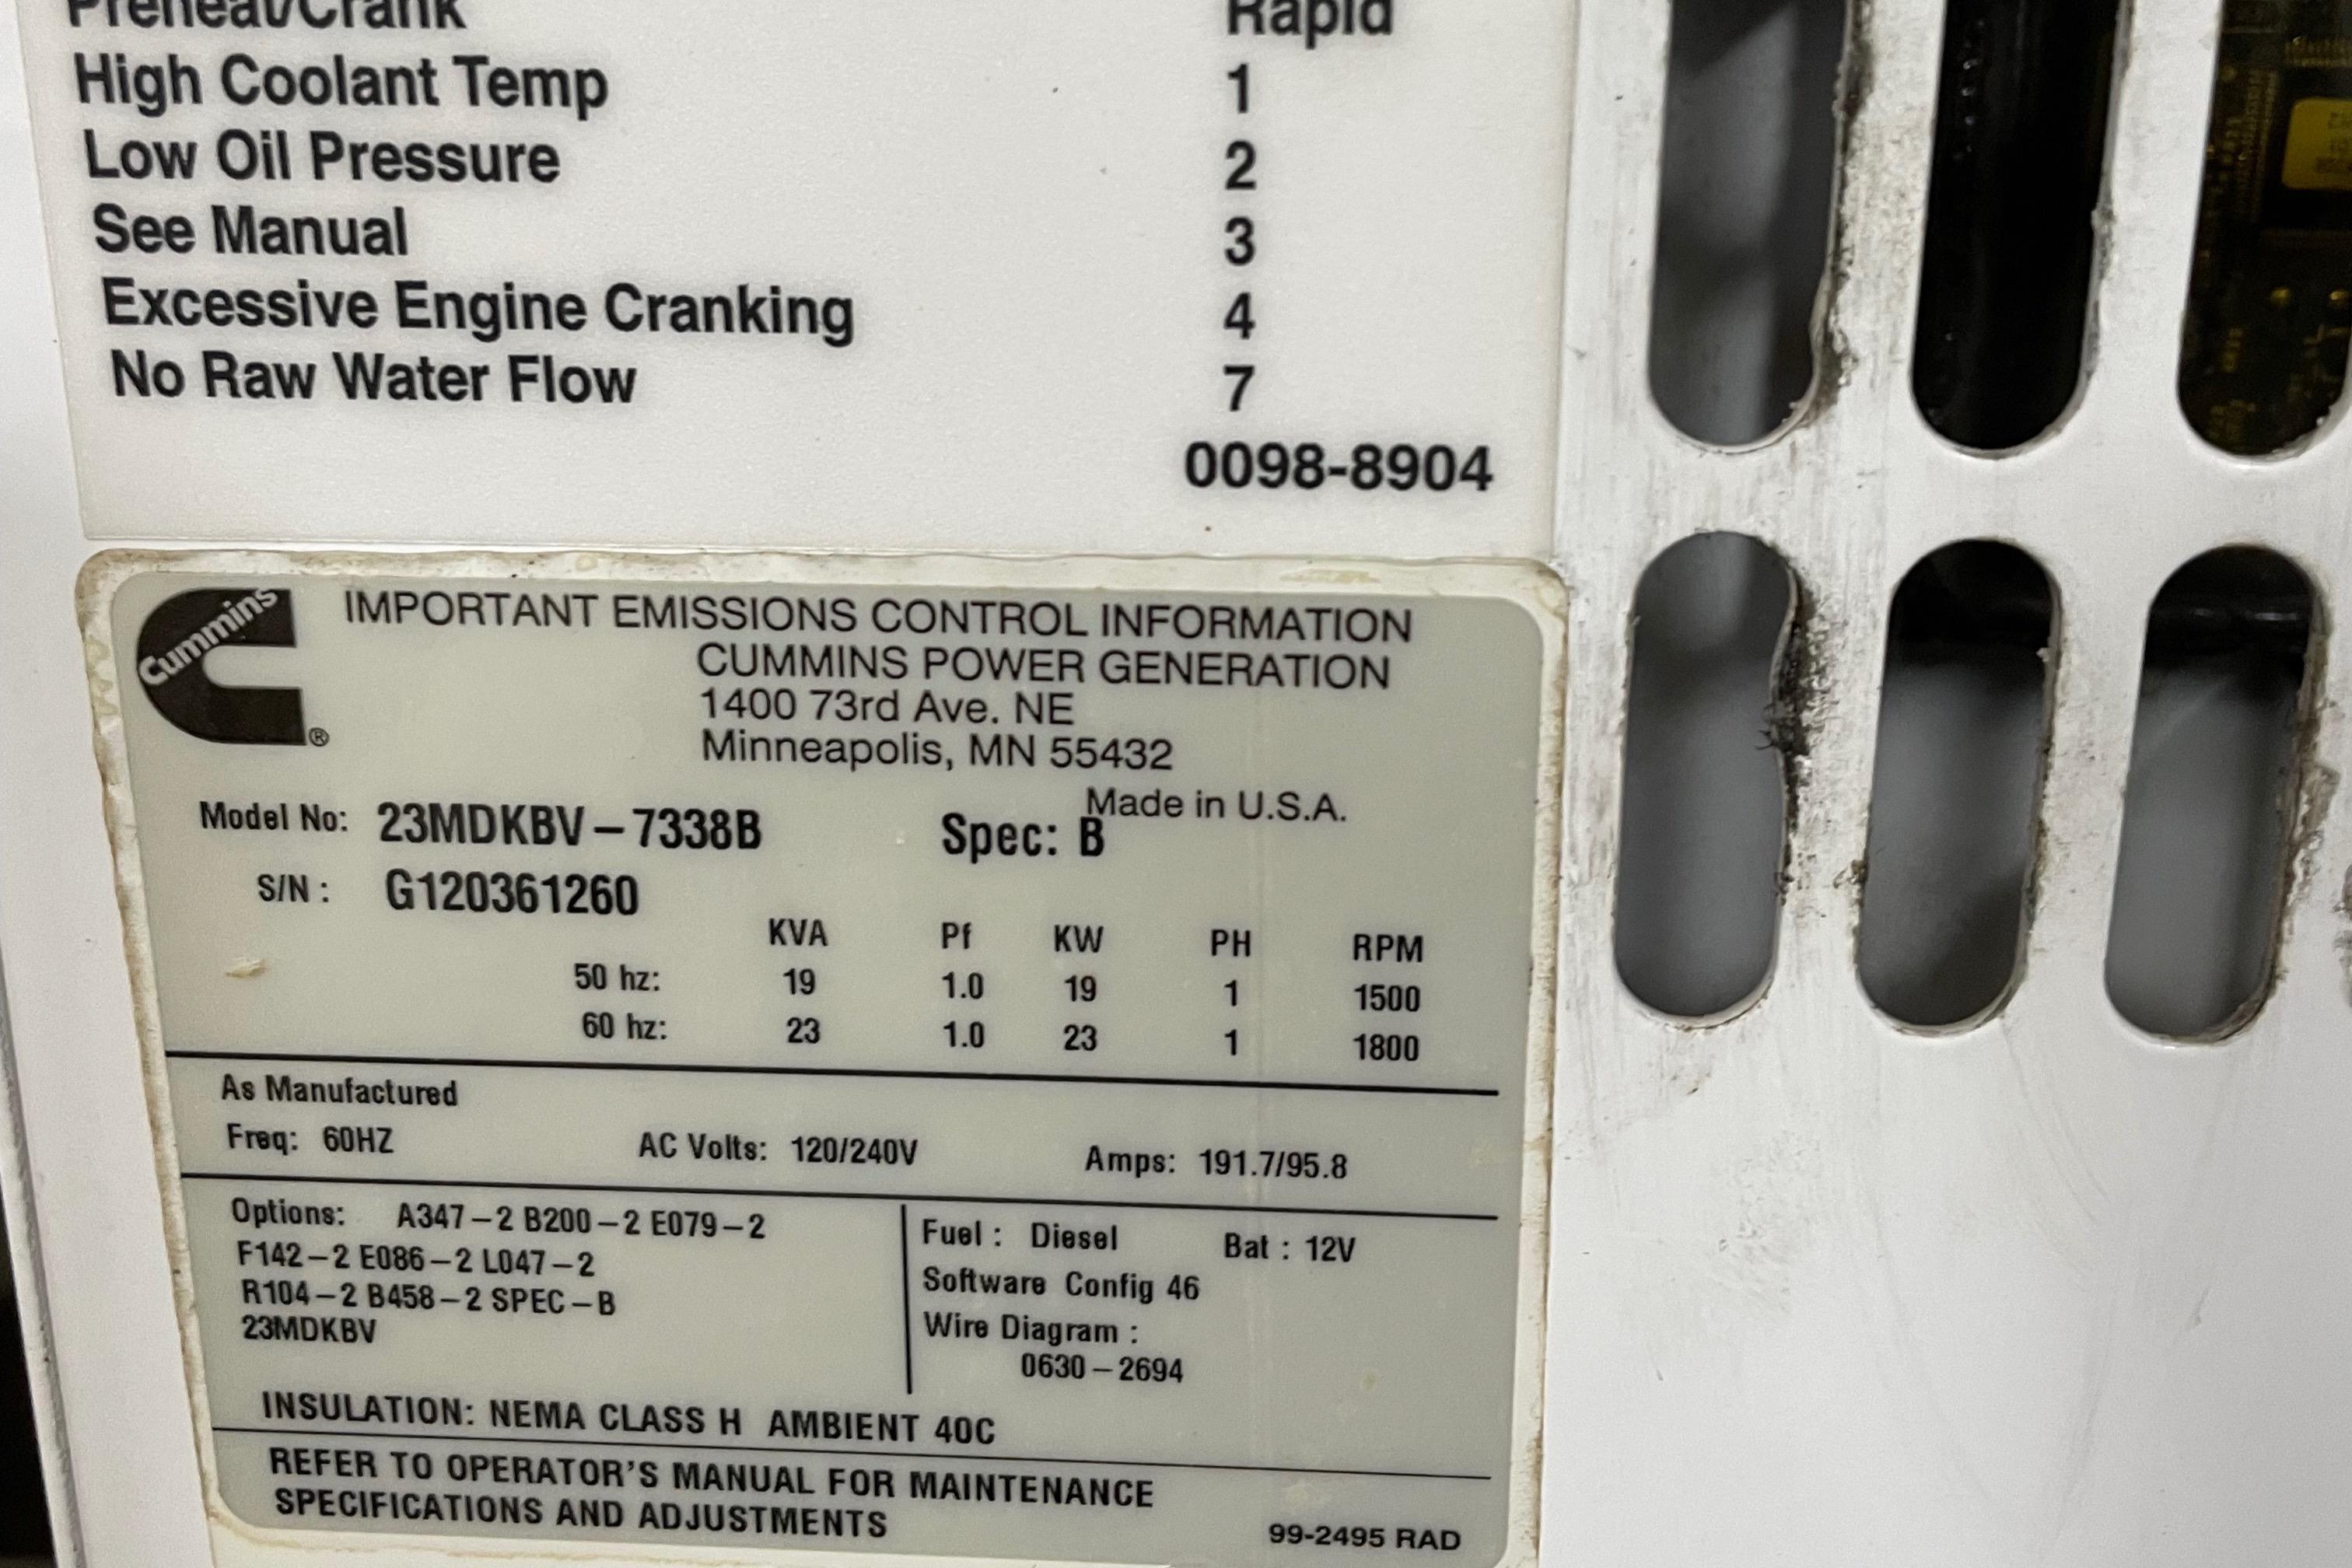 Preheat/Crank Rapid
High Coolant Temp 1
Low Oil Pressure 2
See Manual 3
Excessive Engine Cranking 4
No Raw Water Flow 7
0098-8904
Cummins ®
IMPORTANT EMISSIONS CONTROL INFORMATION
CUMMINS POWER GENERATION
1400 73rd Ave. NE
Minneapolis, MN 55432
Made in U.S.A.
Model No: 23MDKBV-7338B Spec: B
S/N: G120361260
KVA Pf KW PH RPM
50 hz: 19 1.0 19 1 1500
60 hz: 23 1.0 23 1 1800
As Manufactured
Freq: 60HZ AC Volts: 120/240V Amps: 191.7/95.8
Options: A347-2 B200-2 E079-2
F142-2 E086-2 L047-2
R104-2 B458-2 SPEC-B
23MDKBV
Fuel: Diesel Bat: 12V
Software Config 46
Wire Diagram:
0630-2694
INSULATION: NEMA CLASS H AMBIENT 40C
REFER TO OPERATOR'S MANUAL FOR MAINTENANCE
SPECIFICATIONS AND ADJUSTMENTS
99-2495 RAD